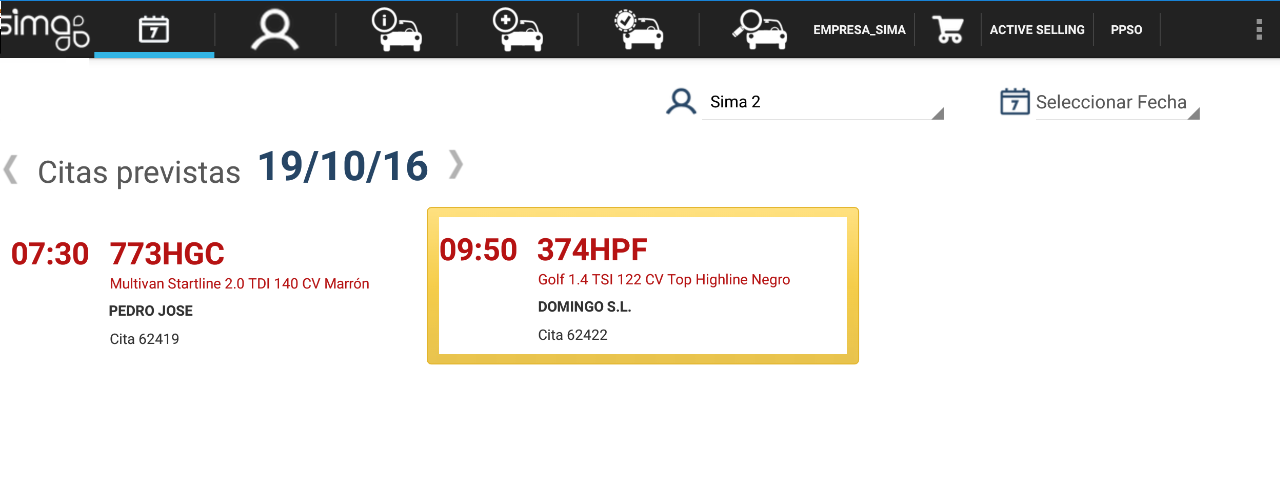 sima
7
i
EMPRESA_SIMA
ACTIVE SELLING
PPSO
Sima 2
7
Seleccionar Fecha
Citas previstas 19/10/16
07:30 773HGC
Multivan Startline 2.0 TDI 140 CV Marrón
PEDRO JOSE
Cita 62419
09:50 374HPF
Golf 1.4 TSI 122 CV Top Highline Negro
DOMINGO S.L.
Cita 62422